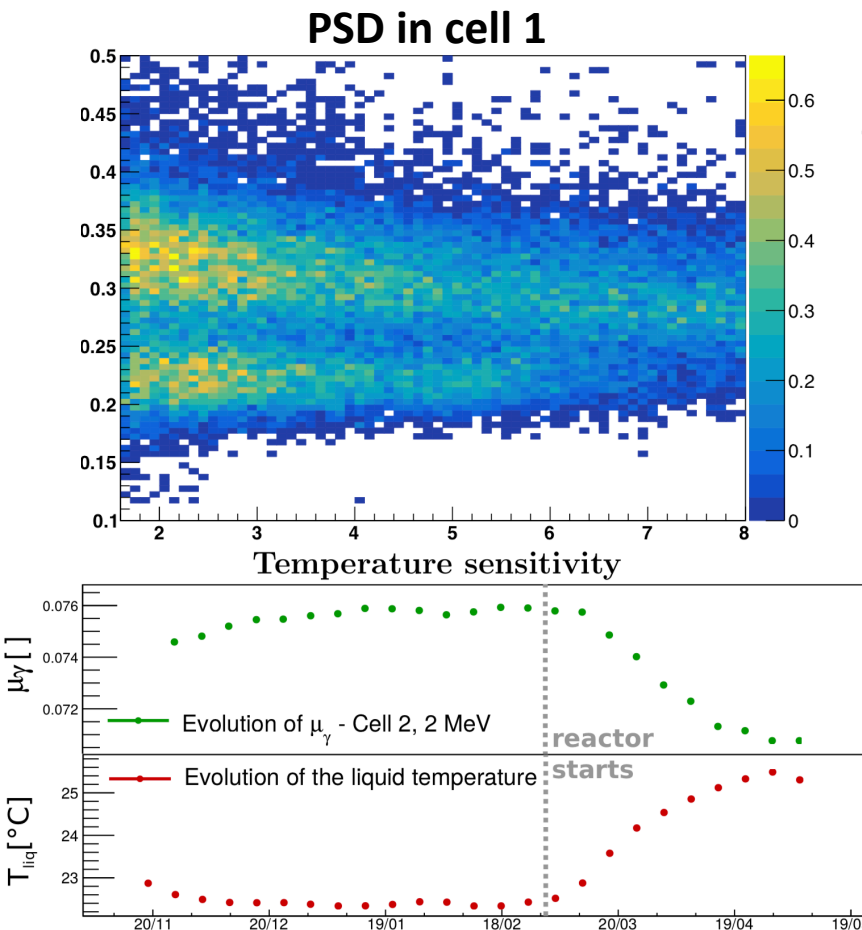 PSD in cell 1
0.5
0.45
0.4
0.35
0.3
0.25
0.2
0.15
0.1
2 3 4 5 6 7 8
0.6
0.5
0.4
0.3
0.2
0.1
0
Temperature sensitivity
μγ [ ]
0.076
0.074
0.072
Evolution of μγ - Cell 2, 2 MeV
reactor
starts
Evolution of the liquid temperature
Tliq[°C]
25
24
23
20/11 20/12 19/01 18/02 20/03 19/04 19/0